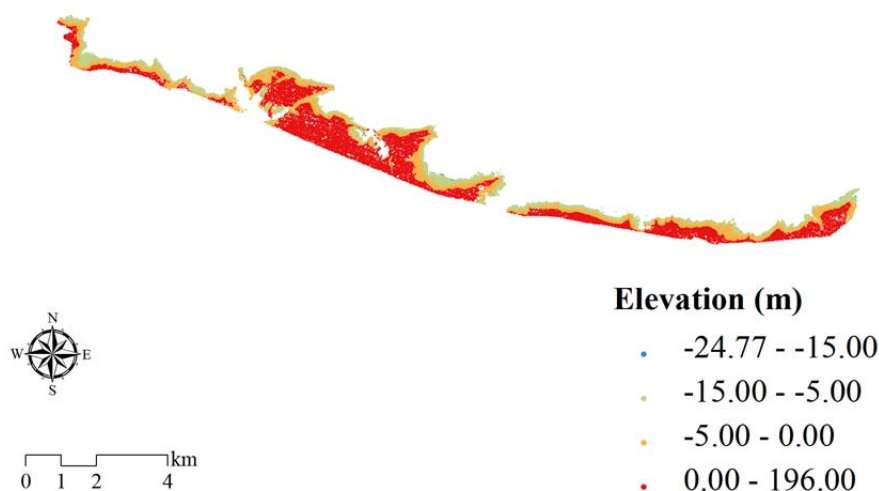 Elevation (m)
-24.77 - -15.00
-15.00 - -5.00
-5.00 - 0.00
0.00 - 196.00
N
W E
S
km
0 1 2 4